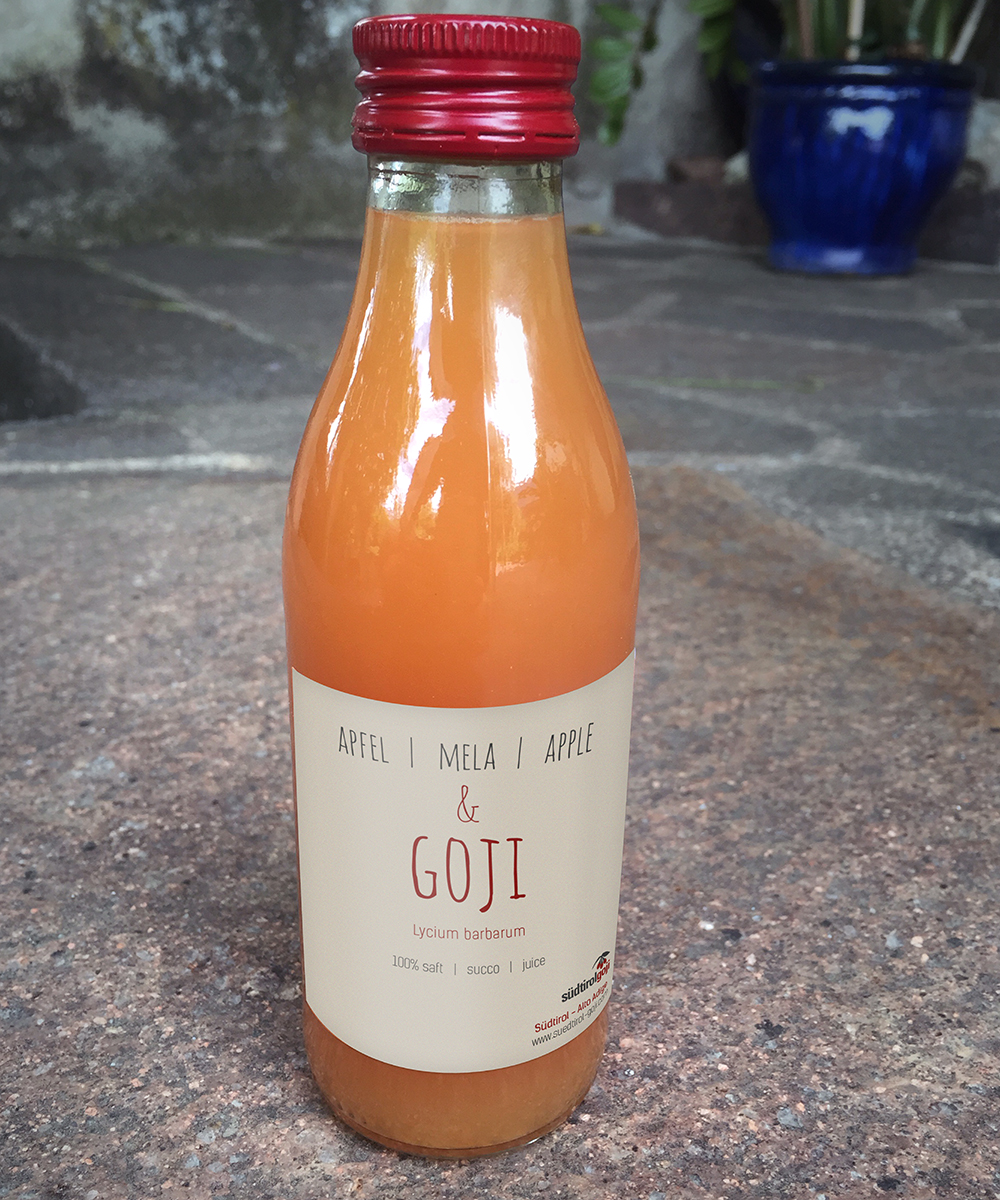 APFEL | MELA | APPLE
&
GOJI
Lycium barbarum
100% saft | succo | juice
südtirolgoji
Südtirol - Alto Adige
www.suedtirol-goji.com